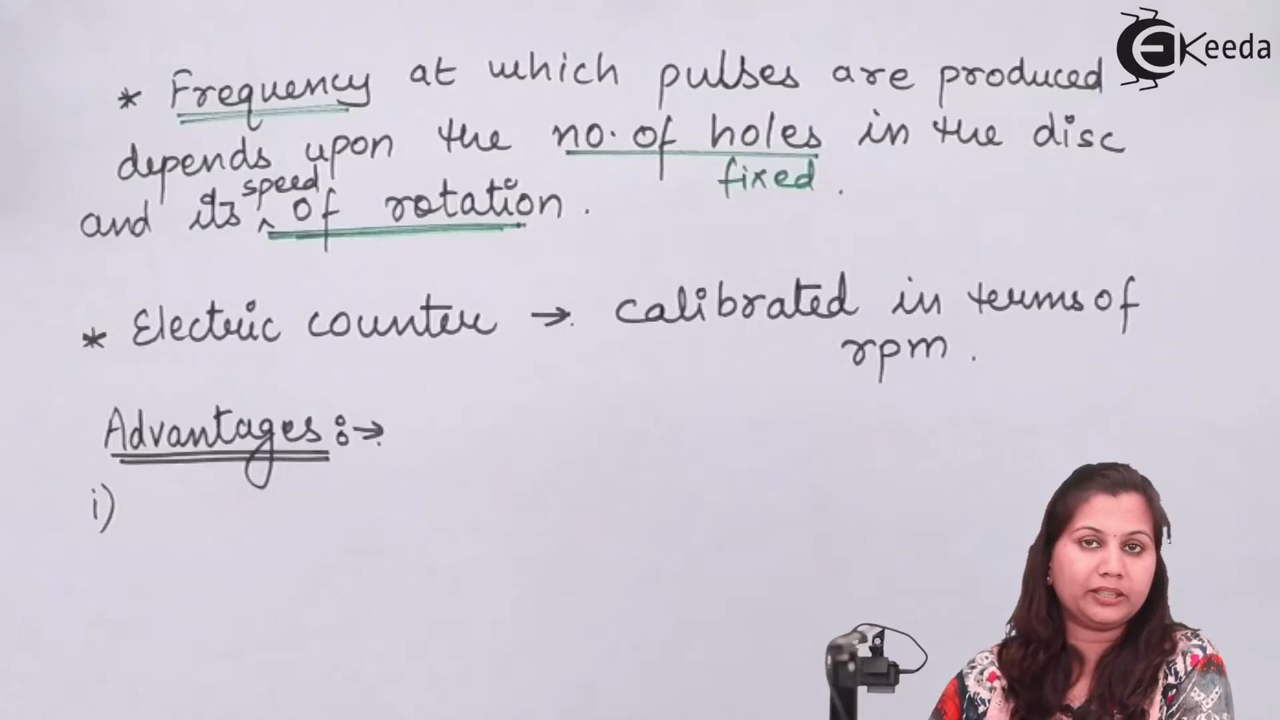 Ekeeda
* Frequency at which pulses are produced
depends upon the no. of holes in the disc
fixed.
and its ^ speed of rotation.
* Electric counter → calibrated in terms of
rpm.
Advantages :→
i)